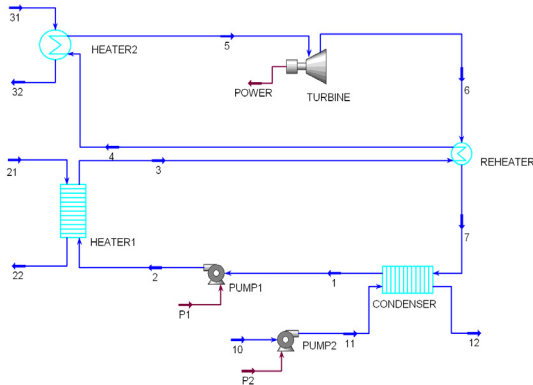 31
HEATER2
5
32
POWER
TURBINE
6
4
21
3
REHEATER
HEATER1
22
7
2
1
PUMP1
CONDENSER
P1
10
PUMP2
11
12
P2